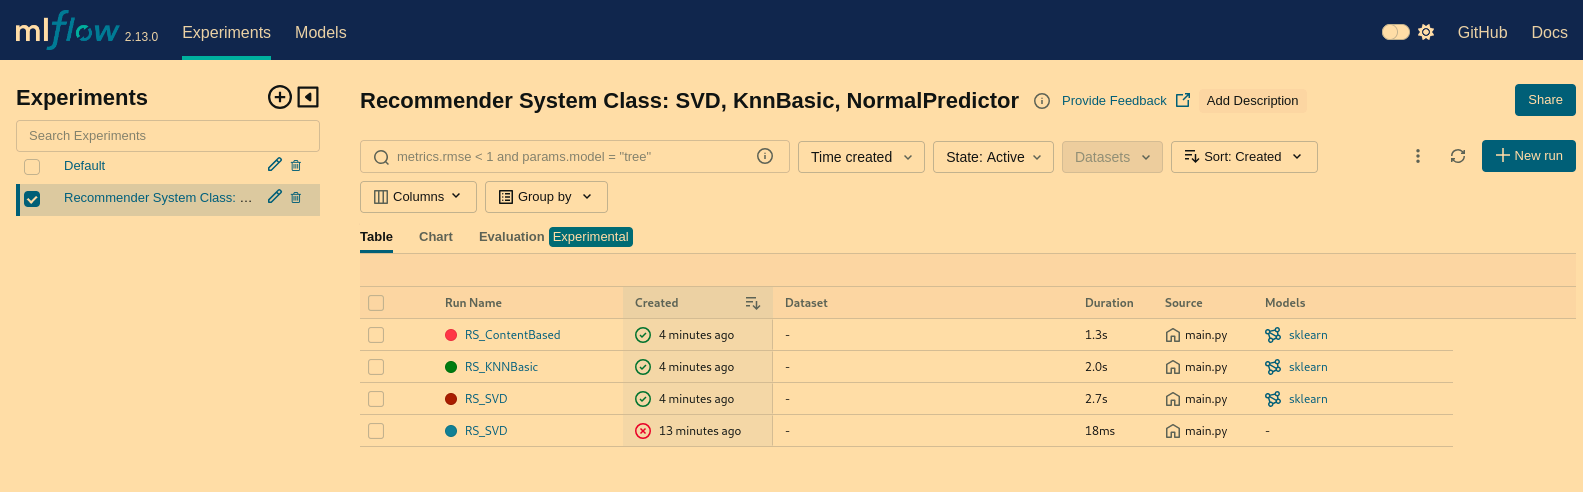 mlflow 2.13.0 Experiments Models GitHub Docs
Experiments
Search Experiments
Default
Recommender System Class: ...
Recommender System Class: SVD, KnnBasic, NormalPredictor Provide Feedback Add Description Share
metrics.rmse < 1 and params.model = "tree" Time created State: Active Datasets Sort: Created New run
Columns Group by
Table Chart Evaluation Experimental
Run Name Created Dataset Duration Source Models
RS_ContentBased 4 minutes ago - 1.3s main.py sklearn
RS_KNNBasic 4 minutes ago - 2.0s main.py sklearn
RS_SVD 4 minutes ago - 2.7s main.py sklearn
RS_SVD 13 minutes ago - 18ms main.py -